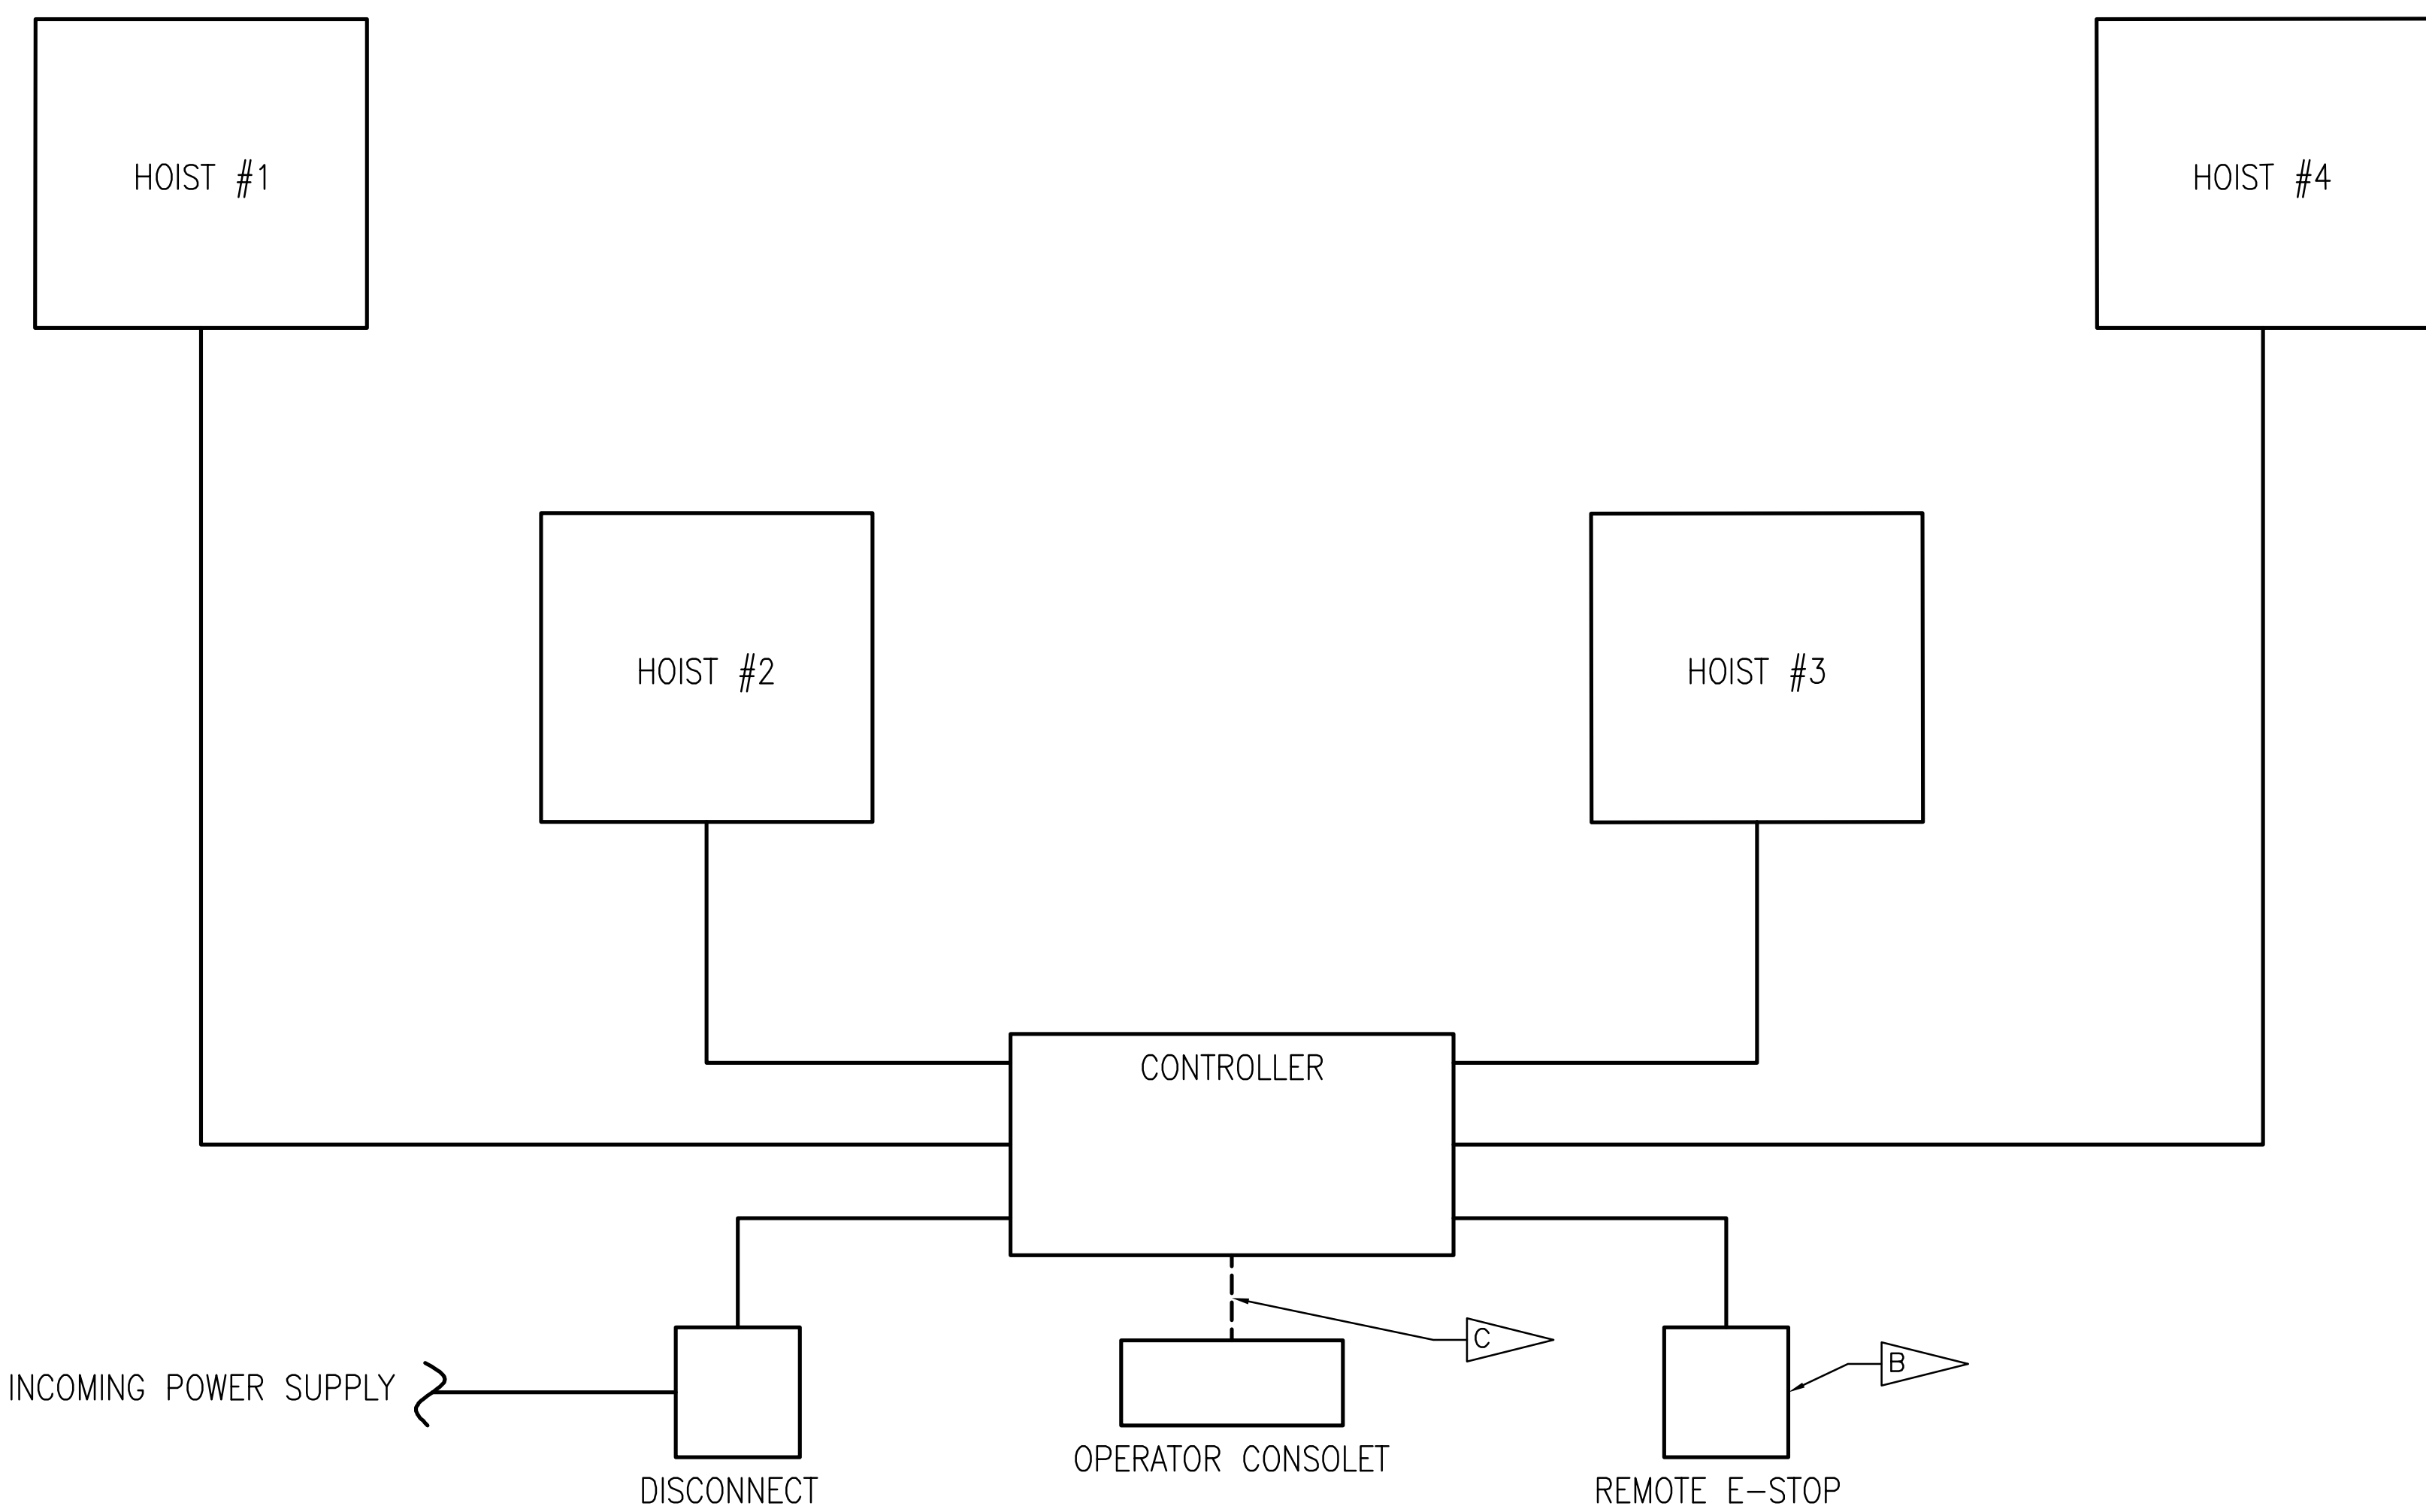 HOIST #1
HOIST #4
HOIST #2
HOIST #3
CONTROLLER
C
B
INCOMING POWER SUPPLY
OPERATOR CONSOLET
DISCONNECT
REMOTE E-STOP